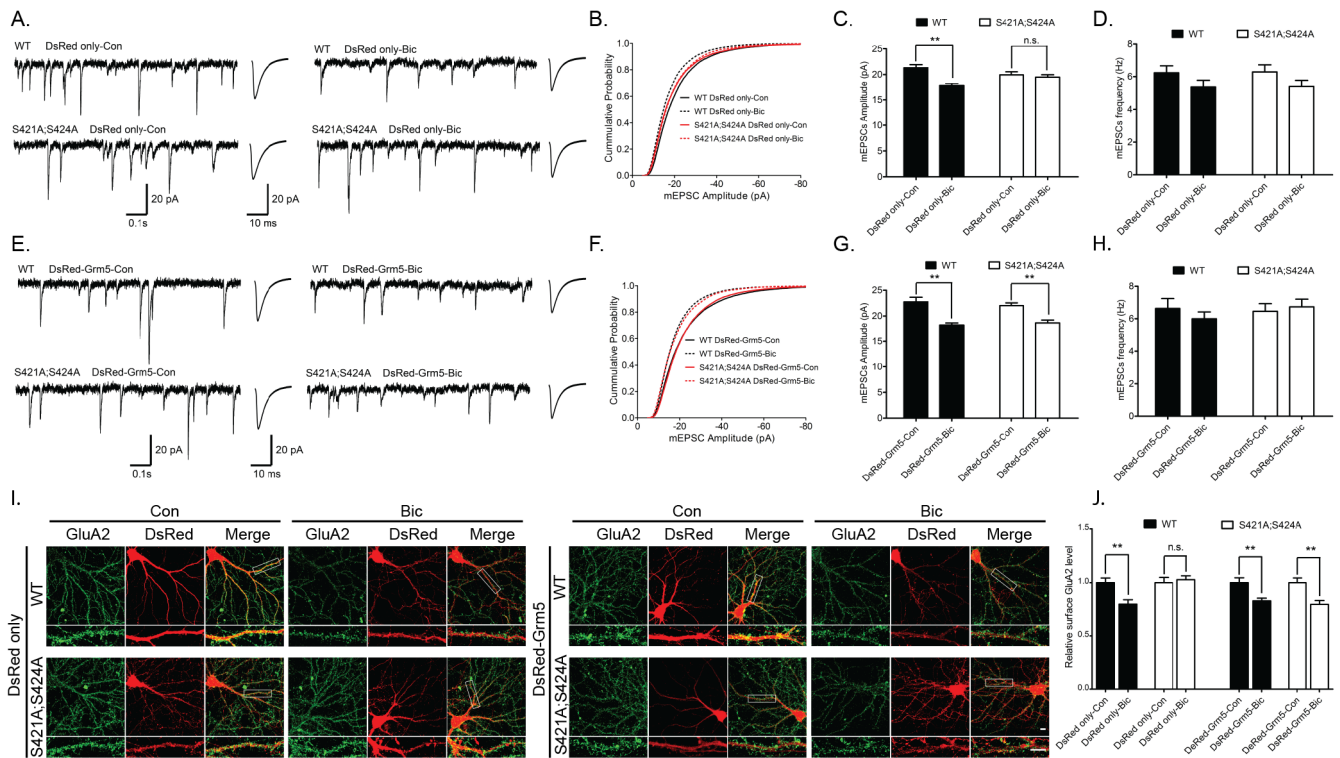 A.
WT DsRed only-Con
WT DsRed only-Bic
S421A;S424A DsRed only-Con
S421A;S424A DsRed only-Bic
20 pA
0.1s
20 pA
10 ms
B.
Cummulative Probability
1.0
0.8
0.6
0.4
0.2
0.0
WT DsRed only-Con
WT DsRed only-Bic
S421A;S424A DsRed only-Con
S421A;S424A DsRed only-Bic
0 -20 -40 -60 -80
mEPSC Amplitude (pA)
C.
WT S421A;S424A
mEPSCs Amplitude (pA)
25
20
15
10
5
0
** n.s.
DsRed only-Con
DsRed only-Bic
DsRed only-Con
DsRed only-Bic
D.
WT S421A;S424A
mEPSCs frequency (Hz)
8
6
4
2
0
DsRed only-Con
DsRed only-Bic
DsRed only-Con
DsRed only-Bic
E.
WT DsRed-Grm5-Con
WT DsRed-Grm5-Bic
S421A;S424A DsRed-Grm5-Con
S421A;S424A DsRed-Grm5-Bic
20 pA
0.1s
20 pA
10 ms
F.
Cummulative Probability
1.0
0.8
0.6
0.4
0.2
0.0
WT DsRed-Grm5-Con
WT DsRed-Grm5-Bic
S421A;S424A DsRed-Grm5-Con
S421A;S424A DsRed-Grm5-Bic
0 -20 -40 -60 -80
mEPSC Amplitude (pA)
G.
WT S421A;S424A
mEPSCs Amplitude (pA)
25
20
15
10
5
0
** **
DsRed-Grm5-Con
DsRed-Grm5-Bic
DsRed-Grm5-Con
DsRed-Grm5-Bic
H.
WT S421A;S424A
mEPSCs frequency (Hz)
8
6
4
2
0
DsRed-Grm5-Con
DsRed-Grm5-Bic
DsRed-Grm5-Con
DsRed-Grm5-Bic
I.
Con Bic
GluA2 DsRed Merge GluA2 DsRed Merge
DsRed only
WT
S421A;S424A
Con Bic
GluA2 DsRed Merge GluA2 DsRed Merge
DsRed-Grm5
WT
S421A;S424A
J.
WT S421A;S424A
Relative surface GluA2 level
1.5
1.0
0.5
0.0
** n.s. ** **
DsRed only-Con
DsRed only-Bic
DsRed only-Con
DsRed only-Bic
DeRed-Grm5-Con
DsRed-Grm5-Bic
DeRed-Grm5-Con
DsRed-Grm5-Bic